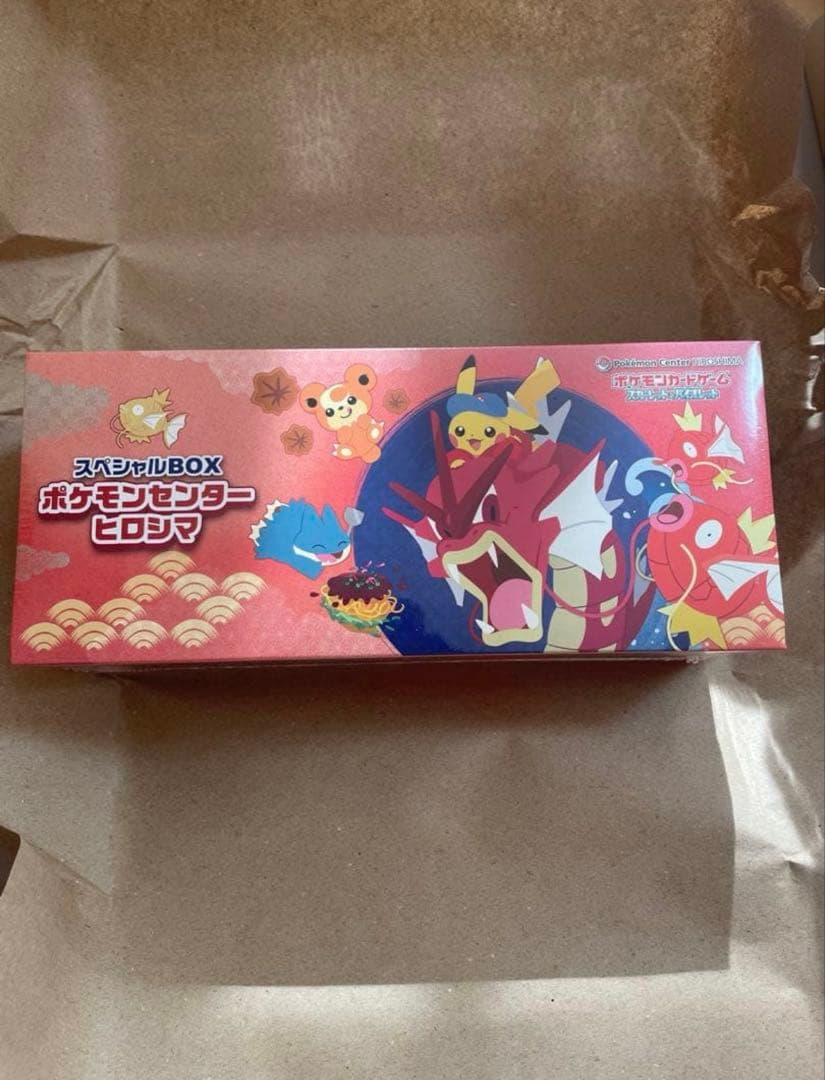 Pokémon Center HIROSHIMA
ポケモンカードゲーム
スカーレット&バイオレット
スペシャルBOX
ポケモンセンター
ヒロシマ